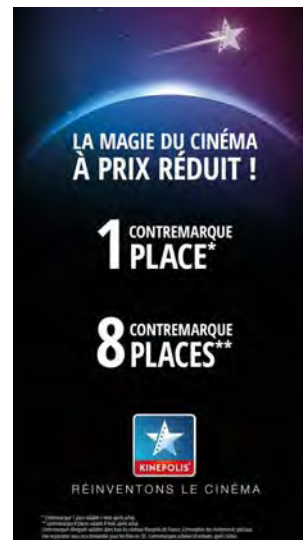 LA MAGIE DU CINÉMA
À PRIX RÉDUIT !
1 CONTREMARQUE
PLACE*
8 CONTREMARQUE
PLACES**
KINEPOLIS
RÉINVENTONS LE CINÉMA